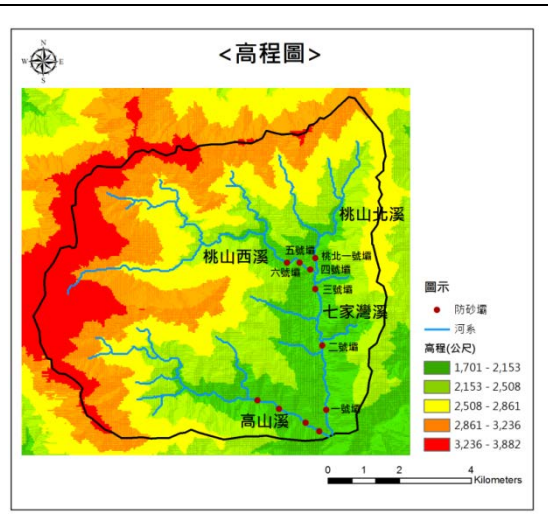 <高程圖>
N
W
E
S
桃山北溪
五號壩
桃北一號壩
桃山西溪
六號壩
四號壩
三號壩
七家灣溪
二號壩
一號壩
高山溪
圖示
防砂壩
河系
高程(公尺)
1,701 - 2,153
2,153 - 2,508
2,508 - 2,861
2,861 - 3,236
3,236 - 3,882
0 1 2 4
Kilometers